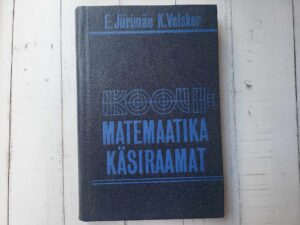 E. Jürimäe K. Velsker
KOOLI-
MATEMAATIKA
KÄSIRAAMAT